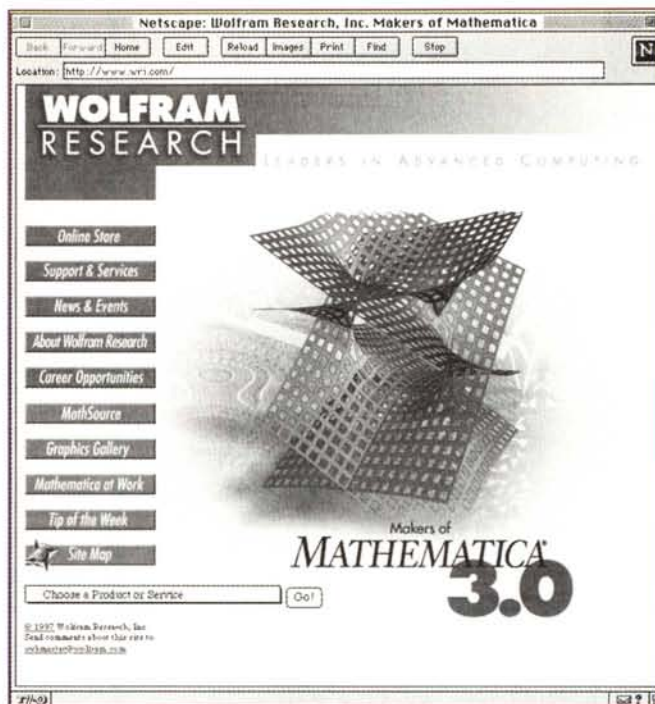 Netscape: Wolfram Research, Inc. Makers of Mathematica
Back Forward Home Edit Reload Images Print Find Stop
N
Location: http://www.wri.com/
WOLFRAM
RESEARCH
LEADERS IN ADVANCED COMPUTING
Online Store
Support & Services
News & Events
About Wolfram Research
Career Opportunities
MathSource
Graphics Gallery
Mathematica at Work
Tip of the Week
Site Map
Makers of
MATHEMATICA®
3.0
Choose a Product or Service Go!
© 1997 Wolfram Research, Inc.
Send comments about this site to
webmaster@wolfram.com
?